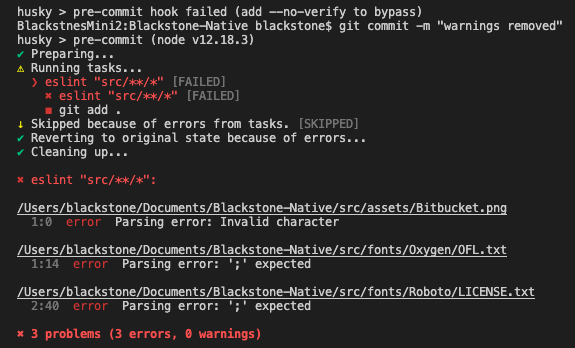 husky > pre-commit hook failed (add --no-verify to bypass)
BlackstnesMini2:Blackstone-Native blackstone$ git commit -m "warnings removed"
husky > pre-commit (node v12.18.3)
✔ Preparing...
⚠ Running tasks...
❯ eslint "src/**/*" [FAILED]
✖ eslint "src/**/*" [FAILED]
■ git add .
↓ Skipped because of errors from tasks. [SKIPPED]
✔ Reverting to original state because of errors...
✔ Cleaning up...
✖ eslint "src/**/*":
/Users/blackstone/Documents/Blackstone-Native/src/assets/Bitbucket.png
1:0 error Parsing error: Invalid character
/Users/blackstone/Documents/Blackstone-Native/src/fonts/Oxygen/OFL.txt
1:14 error Parsing error: ';' expected
/Users/blackstone/Documents/Blackstone-Native/src/fonts/Roboto/LICENSE.txt
2:40 error Parsing error: ';' expected
✖ 3 problems (3 errors, 0 warnings)